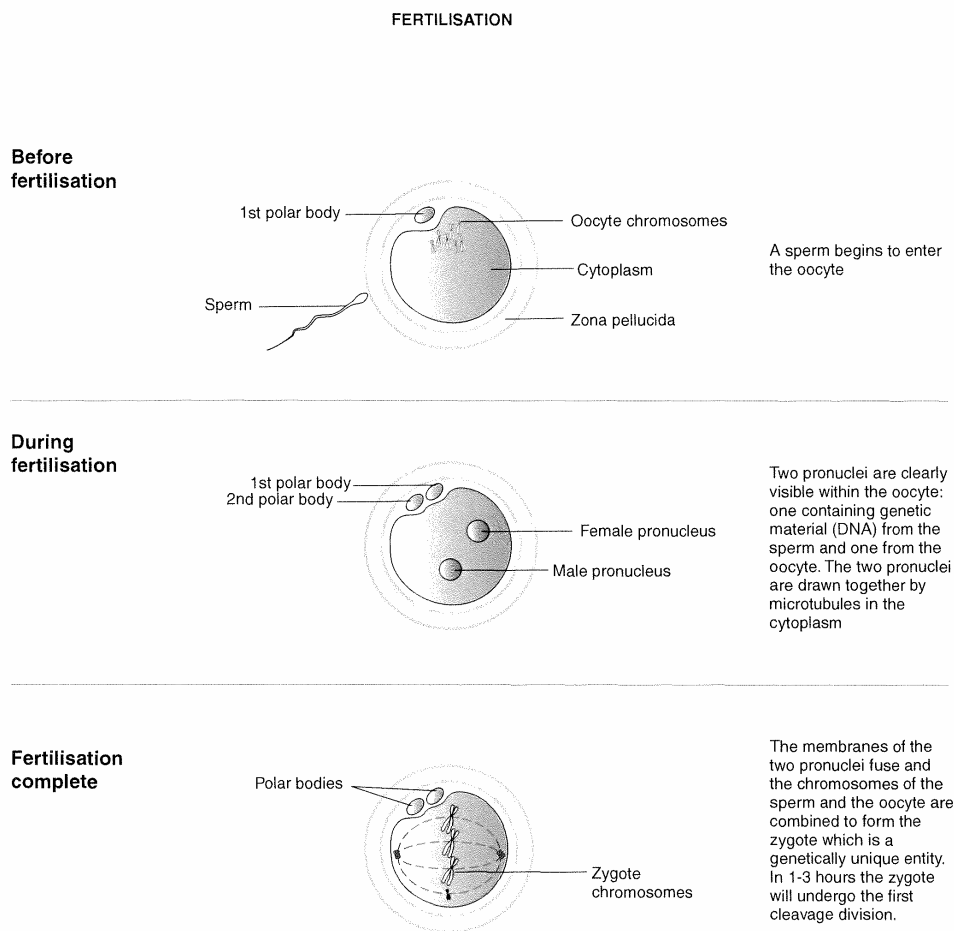 FERTILISATION
Before
fertilisation
1st polar body
Oocyte chromosomes
Cytoplasm
Sperm
Zona pellucida
A sperm begins to enter
the oocyte
During
fertilisation
1st polar body
2nd polar body
Female pronucleus
Male pronucleus
Two pronuclei are clearly
visible within the oocyte:
one containing genetic
material (DNA) from the
sperm and one from the
oocyte. The two pronuclei
are drawn together by
microtubules in the
cytoplasm
Fertilisation
complete
Polar bodies
Zygote
chromosomes
The membranes of the
two pronuclei fuse and
the chromosomes of the
sperm and the oocyte are
combined to form the
zygote which is a
genetically unique entity.
In 1-3 hours the zygote
will undergo the first
cleavage division.